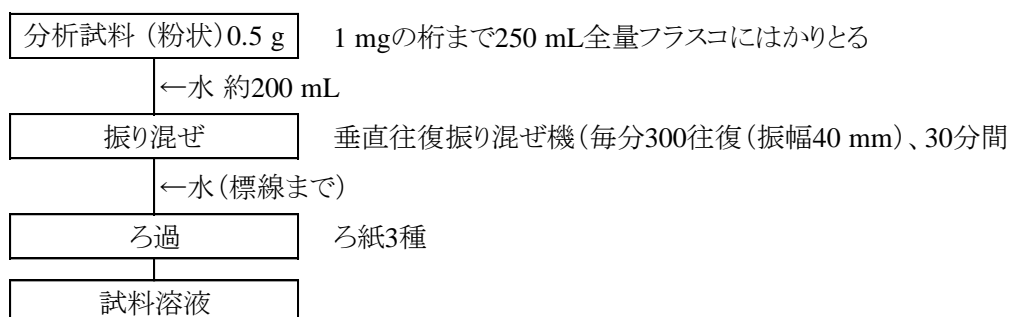 分析試料（粉状）0.5 g　1 mgの桁まで250 mL全量フラスコにはかりとる
←水 約200 mL
振り混ぜ　垂直往復振り混ぜ機（毎分300往復（振幅40 mm）、30分間
←水（標線まで）
ろ過　ろ紙3種
試料溶液